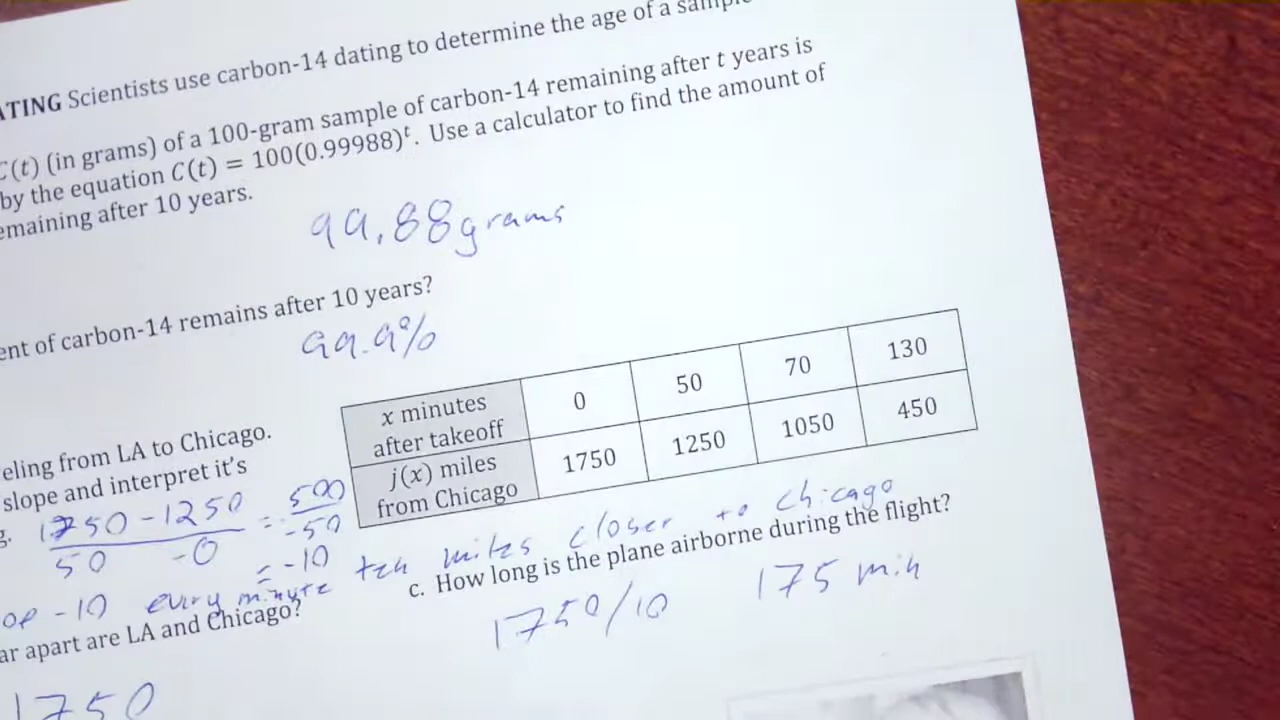 ATING Scientists use carbon-14 dating to determine the age of a sample
C(t) (in grams) of a 100-gram sample of carbon-14 remaining after t years is
by the equation C(t) = 100(0.99988)^t. Use a calculator to find the amount of
emaining after 10 years.
99.88grams
ent of carbon-14 remains after 10 years?
99.9%
x minutes after takeoff 0 50 70 130
j(x) miles from Chicago 1750 1250 1050 450
eling from LA to Chicago.
slope and interpret it's
g. 1750-1250 = 500
50 -0 -50
= -10
ten miles closer to chicago
ope -10 every minute
c. How long is the plane airborne during the flight?
1750/10 175 min
ar apart are LA and Chicago?
1750